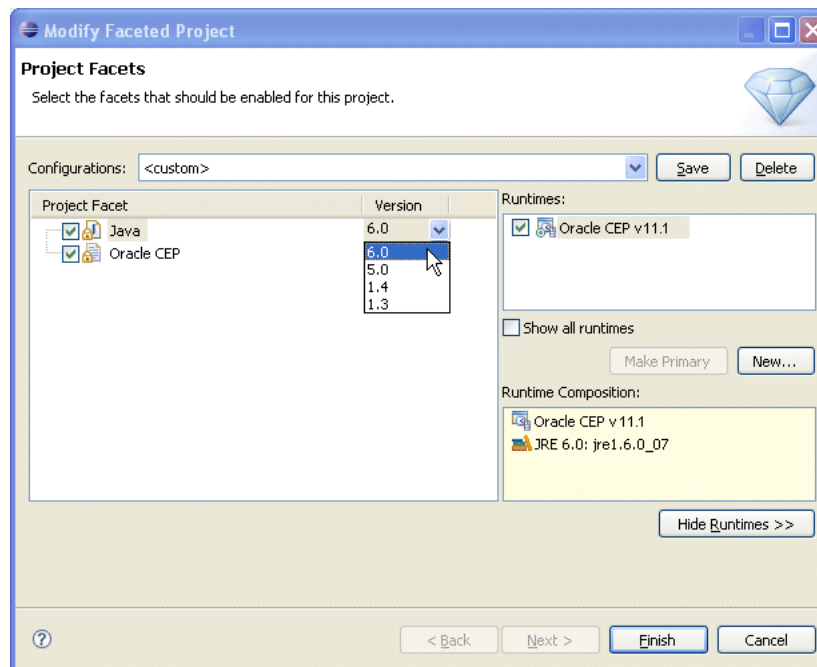 Modify Faceted Project
Project Facets
Select the facets that should be enabled for this project.
Configurations: <custom> Save Delete
Project Facet Version
Java 6.0
Oracle CEP
6.0
5.0
1.4
1.3
Runtimes:
Oracle CEP v11.1
Show all runtimes
Make Primary New...
Runtime Composition:
Oracle CEP v11.1
JRE 6.0: jre1.6.0_07
Hide Runtimes >>
? < Back Next > Finish Cancel